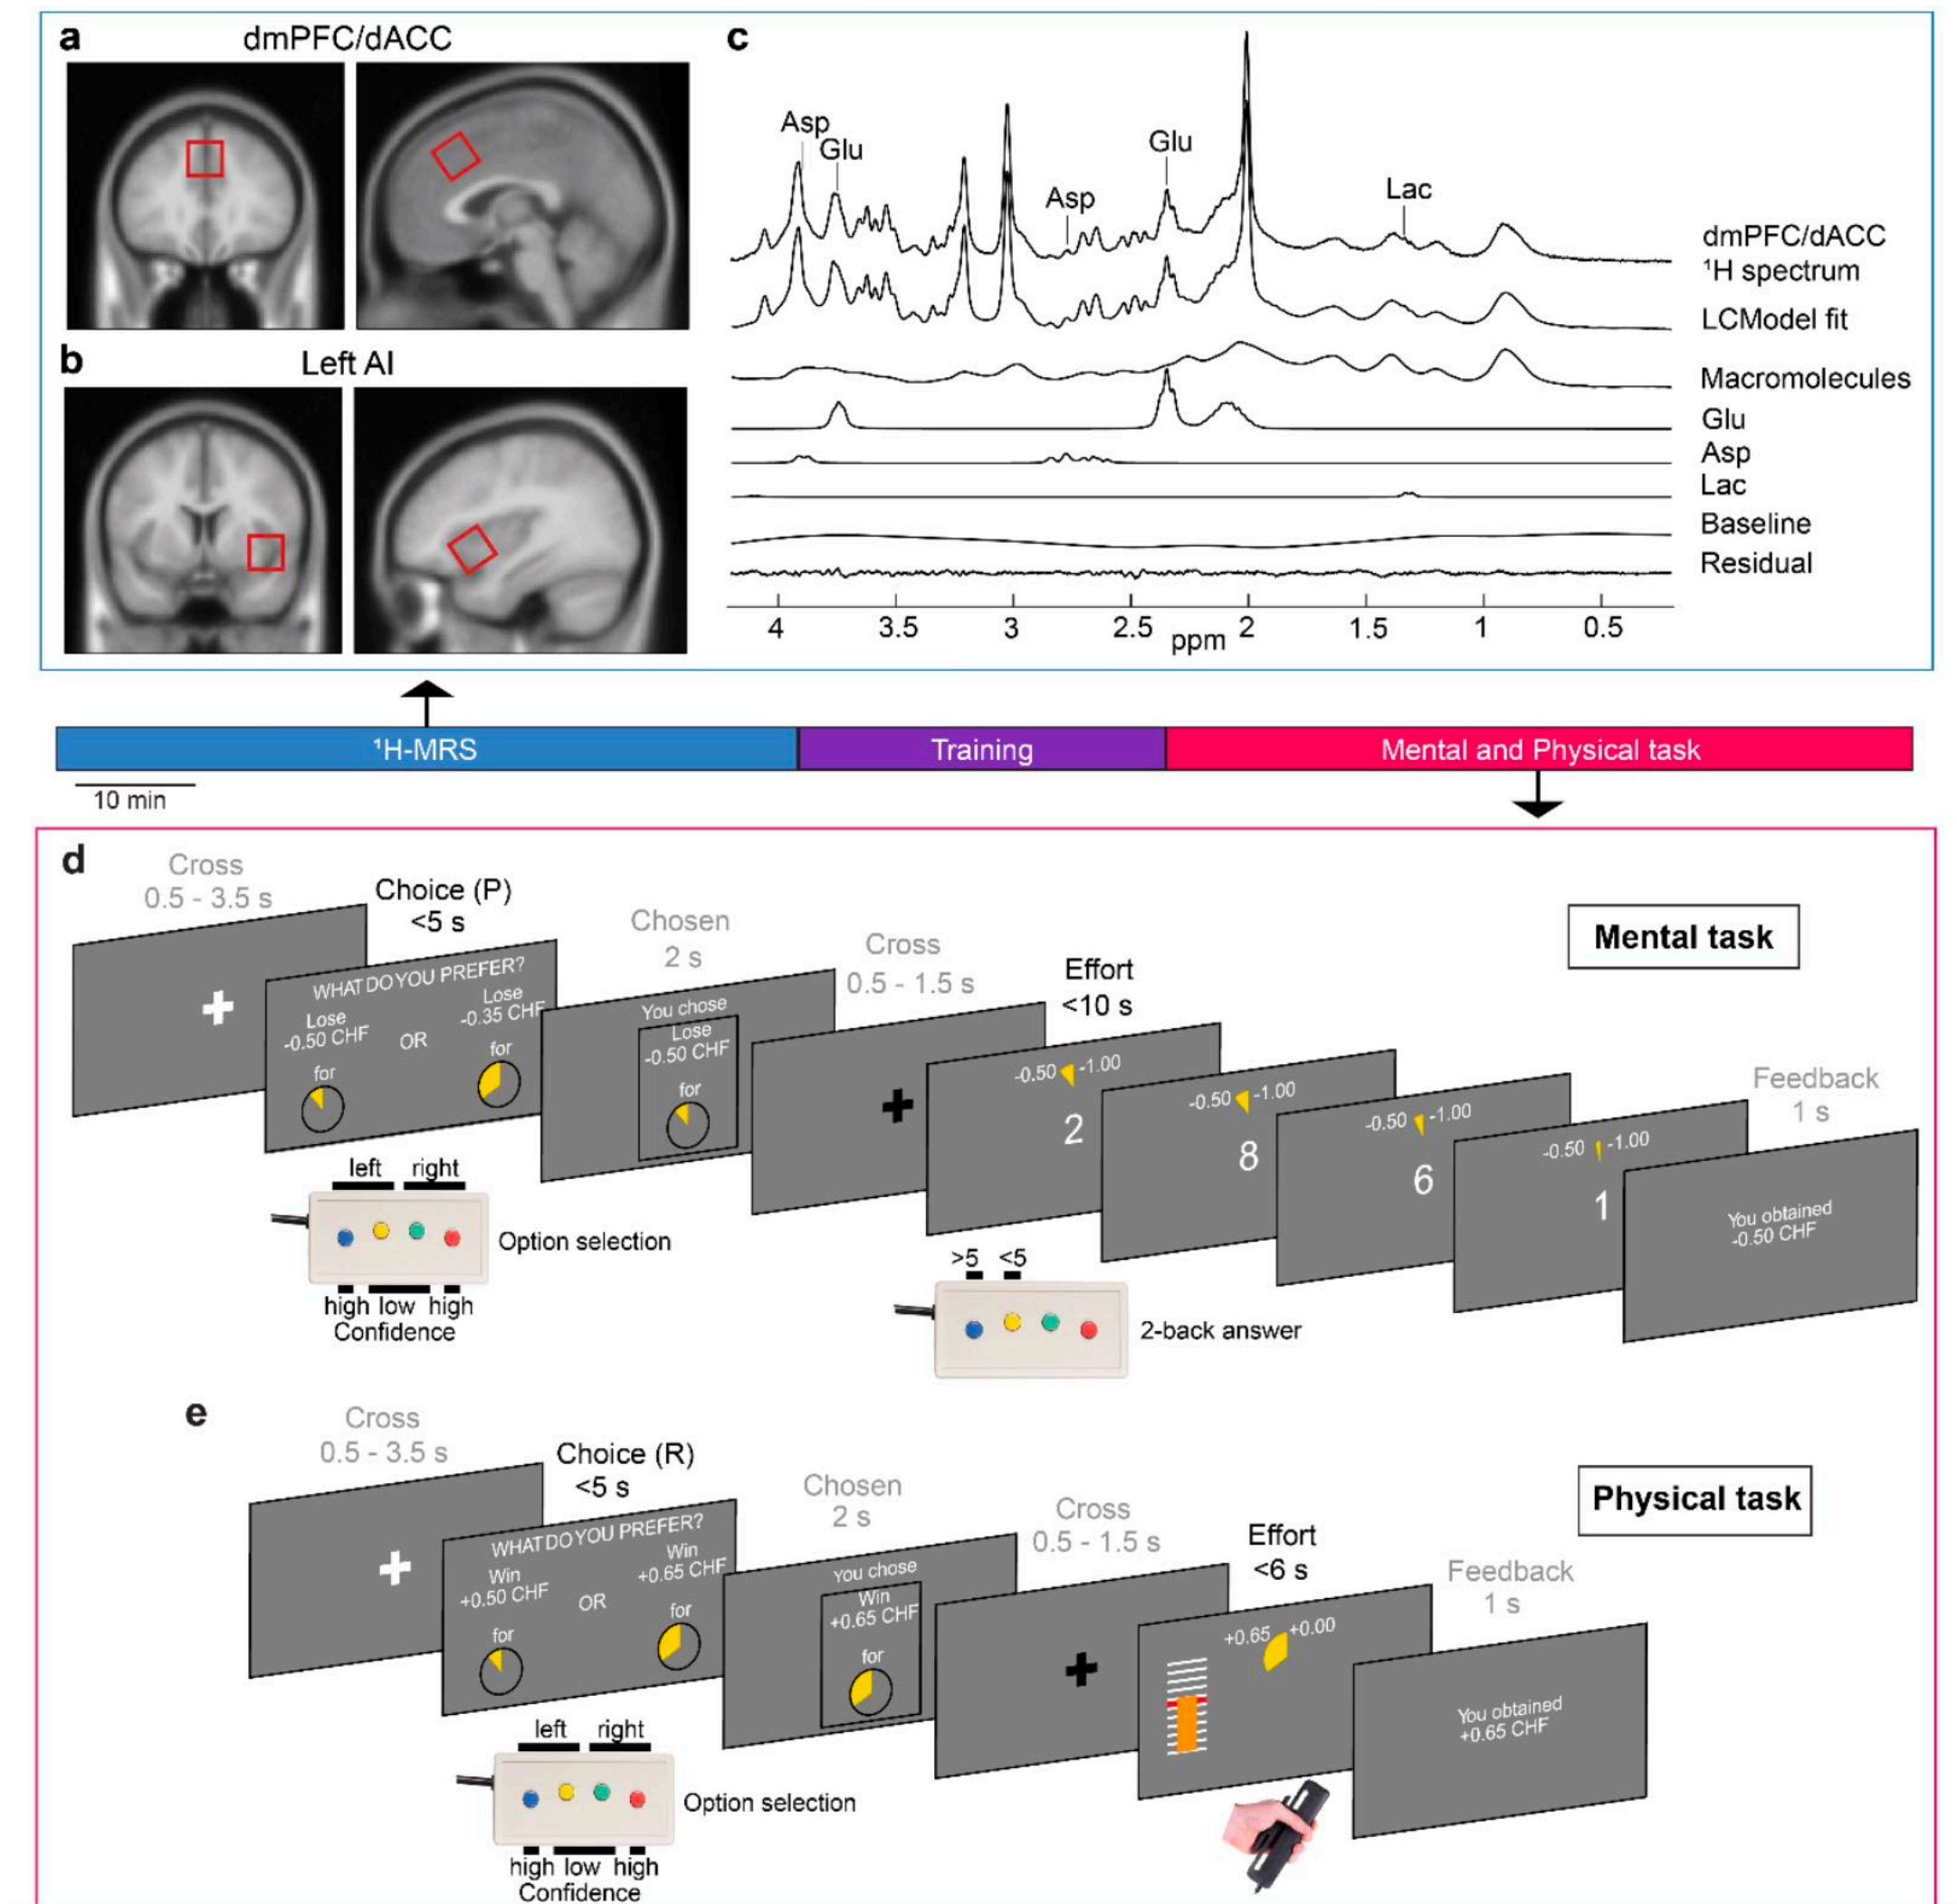 a
dmPFC/dACC
b
Left AI
c
Asp
Glu
Asp
Glu
Lac
dmPFC/dACC
¹H spectrum
LCModel fit
Macromolecules
Glu
Asp
Lac
Baseline
Residual
4 3.5 3 2.5 2 1.5 1 0.5
ppm
¹H-MRS
Training
Mental and Physical task
10 min
d
Mental task
Cross
0.5 - 3.5 s
Choice (P)
<5 s
WHAT DO YOU PREFER?
Lose
-0.50 CHF
for
OR
Lose
-0.35 CHF
for
left right
high low high
Confidence
Option selection
Chosen
2 s
You chose
Lose
-0.50 CHF
for
Cross
0.5 - 1.5 s
Effort
<10 s
-0.50 -1.00
2
-0.50 -1.00
8
-0.50 -1.00
6
-0.50 -1.00
1
>5 <5
2-back answer
Feedback
1 s
You obtained
-0.50 CHF
e
Physical task
Cross
0.5 - 3.5 s
Choice (R)
<5 s
WHAT DO YOU PREFER?
Win
+0.50 CHF
for
OR
Win
+0.65 CHF
for
left right
high low high
Confidence
Option selection
Chosen
2 s
You chose
Win
+0.65 CHF
for
Cross
0.5 - 1.5 s
Effort
<6 s
+0.65 +0.00
Feedback
1 s
You obtained
+0.65 CHF